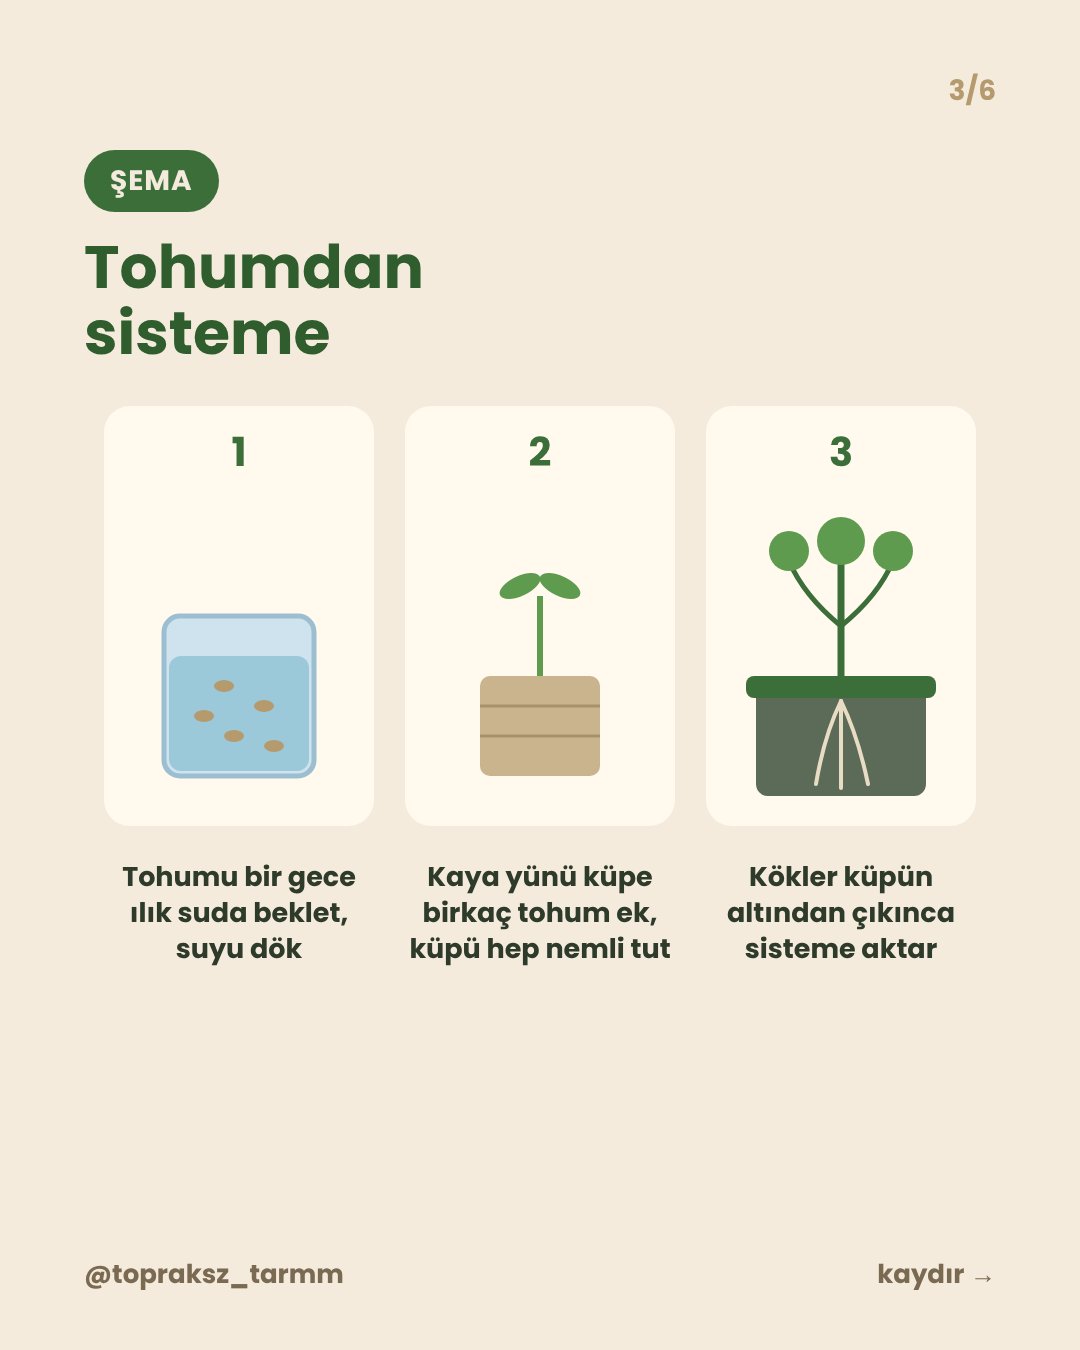 3/6
ŞEMA
Tohumdan
sisteme
1
2
3
Tohumu bir gece
ılık suda beklet,
suyu dök
Kaya yünü küpe
birkaç tohum ek,
küpü hep nemli tut
Kökler küpün
altından çıkınca
sisteme aktar
@topraksz_tarmm
kaydır →